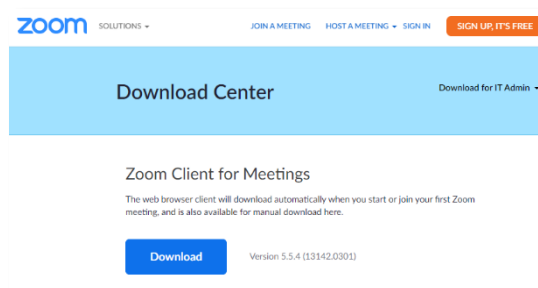 zoom SOLUTIONS JOIN A MEETING HOST A MEETING SIGN IN SIGN UP, IT'S FREE
Download Center
Download for IT Admin
Zoom Client for Meetings
The web browser client will download automatically when you start or join your first Zoom
meeting, and is also available for manual download here.
Download Version 5.5.4 (13142.0301)